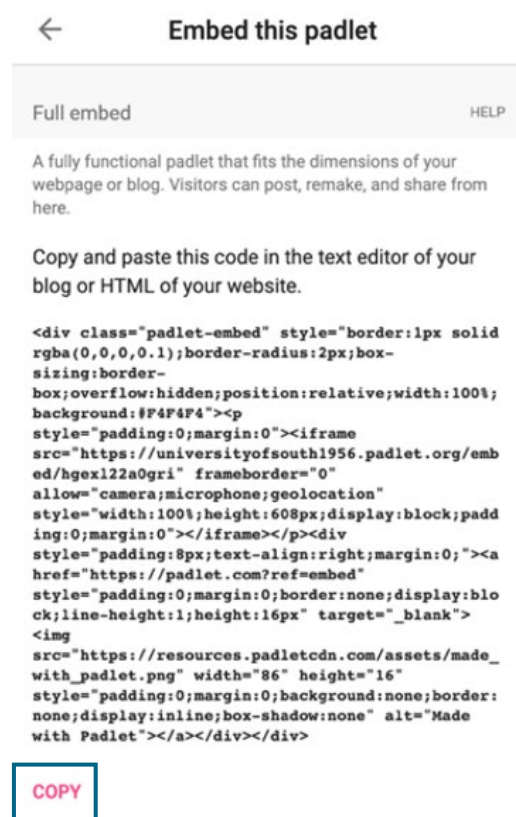 Embed this padlet
Full embed
HELP
A fully functional padlet that fits the dimensions of your
webpage or blog. Visitors can post, remake, and share from
here.
Copy and paste this code in the text editor of your
blog or HTML of your website.
<div class="padlet-embed" style="border:1px solid
rgba(0,0,0,0.1);border-radius:2px;box-
sizing:border-
box;overflow:hidden;position:relative;width:100%;
background:#F4F4F4"><p
style="padding:0;margin:0"><iframe
src="https://universityofsouth1956.padlet.org/emb
ed/hgexl22a0gri" frameborder="0"
allow="camera;microphone;geolocation"
style="width:100%;height:608px;display:block;padd
ing:0;margin:0"></iframe></p><div
style="padding:8px;text-align:right;margin:0;"><a
href="https://padlet.com?ref=embed"
style="padding:0;margin:0;border:none;display:blo
ck;line-height:1;height:16px" target="_blank">
<img
src="https://resources.padletcdn.com/assets/made_
with_padlet.png" width="86" height="16"
style="padding:0;margin:0;background:none;border:
none;display:inline;box-shadow:none" alt="Made
with Padlet"></a></div></div>
COPY